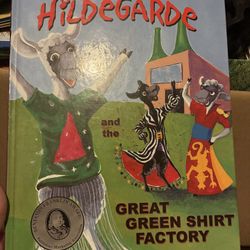 HiLDEGARDE
and the
GREAT
GREEN SHIRT
FACTORY